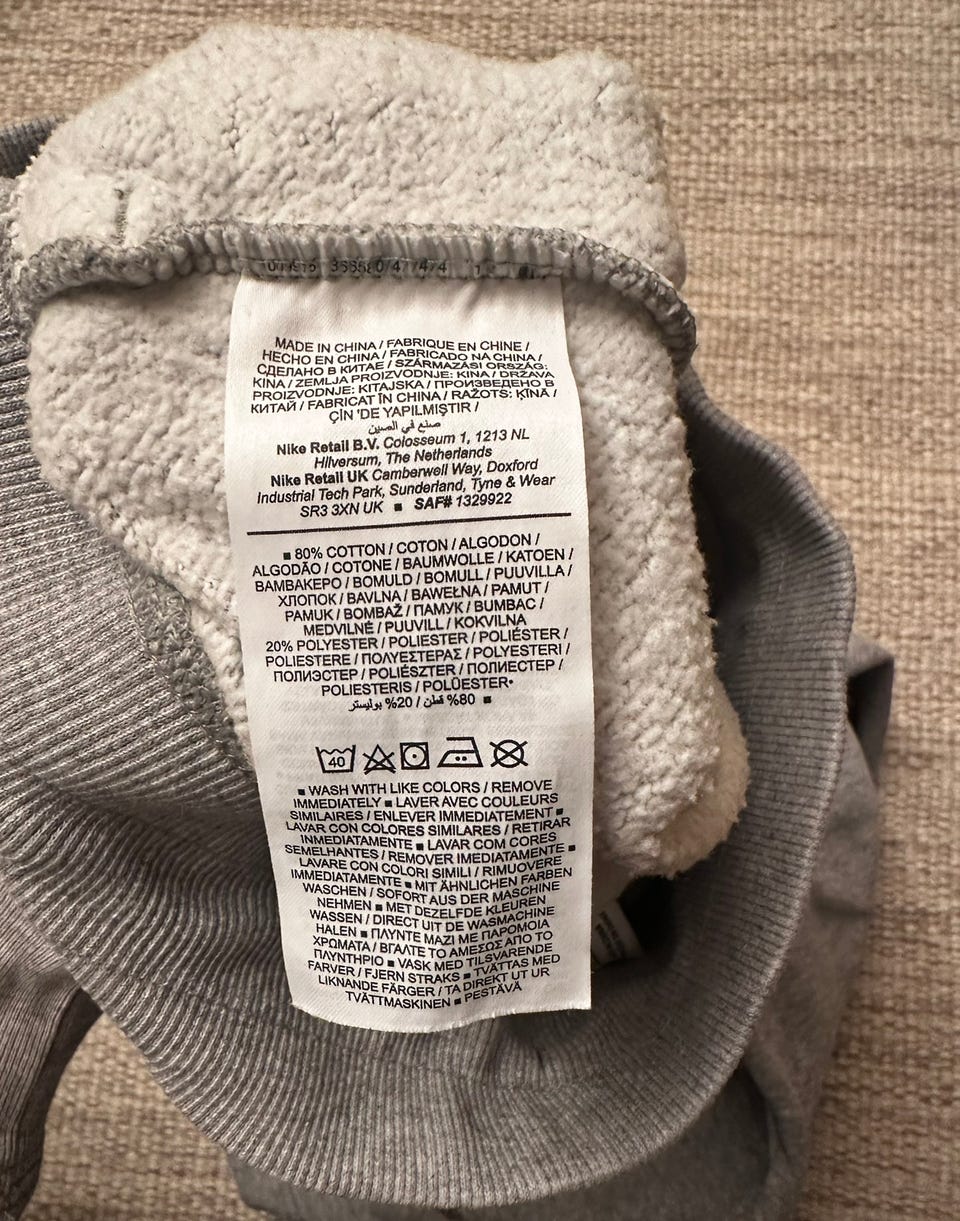 MADE IN CHINA / FABRIQUE EN CHINE /
HECHO EN CHINA / FABRICADO NA CHINA /
СДЕЛАНО В КИТАЕ / SZÁRMAZÁSI ORSZÁG:
KÍNA / ZEMLJA PROIZVODNJE: KINA / DRŽAVA
PROIZVODNJE: KITAJSKA / ПРОИЗВЕДЕНО В
КИТАЙ / FABRICAT ÎN CHINA / RAŽOTS: ĶĪNĀ /
ÇİN 'DE YAPILMIŞTIR /
صنع في الصين
Nike Retail B.V. Colosseum 1, 1213 NL
Hilversum, The Netherlands
Nike Retail UK Camberwell Way, Doxford
Industrial Tech Park, Sunderland, Tyne & Wear
SR3 3XN UK ■ SAF# 1329922
■ 80% COTTON / COTON / ALGODON /
ALGODÃO / COTONE / BAUMWOLLE / KATOEN /
ΒΑΜΒΑΚΕΡΟ / BOMULD / BOMULL / PUUVILLA /
ХЛОПОК / BAVLNA / BAWEŁNA / PAMUT /
PAMUK / BOMBAŽ / ПАМУК / BUMBAC /
MEDVILNĖ / PUUVILL / KOKVILNA
20% POLYESTER / POLIESTER / POLIÉSTER /
POLIESTERE / ΠΟΛΥΕΣΤΕΡΑΣ / POLYESTERI /
ПОЛИЭСТЕР / POLIÉSZTER / ПОЛИЕСТЕР /
POLIESTERIS / POLÜESTER•
80% قطن / 20% بوليستر ■
40
■ WASH WITH LIKE COLORS / REMOVE
IMMEDIATELY ■ LAVER AVEC COULEURS
SIMILAIRES / ENLEVER IMMEDIATEMENT ■
LAVAR CON COLORES SIMILARES / RETIRAR
INMEDIATAMENTE ■ LAVAR COM CORES
SEMELHANTES / REMOVER IMEDIATAMENTE ■
LAVARE CON COLORI SIMILI / RIMUOVERE
IMMEDIATAMENTE ■ MIT ÄHNLICHEN FARBEN
WASCHEN / SOFORT AUS DER MASCHINE
NEHMEN ■ MET DEZELFDE KLEUREN
WASSEN / DIRECT UIT DE WASMACHINE
HALEN ■ ΠΛΥΝΤΕ ΜΑΖΙ ΜΕ ΠΑΡΟΜΟΙΑ
ΧΡΩΜΑΤΑ / ΒΓΑΛΤΕ ΤΟ ΑΜΕΣΩΣ ΑΠΟ ΤΟ
ΠΛΥΝΤΗΡΙΟ ■ VASK MED TILSVARENDE
FARVER / FJERN STRAKS ■ TVÄTTAS MED
LIKNANDE FÄRGER / TA DIREKT UT UR
TVÄTTMASKINEN ■ PESTÄVÄ